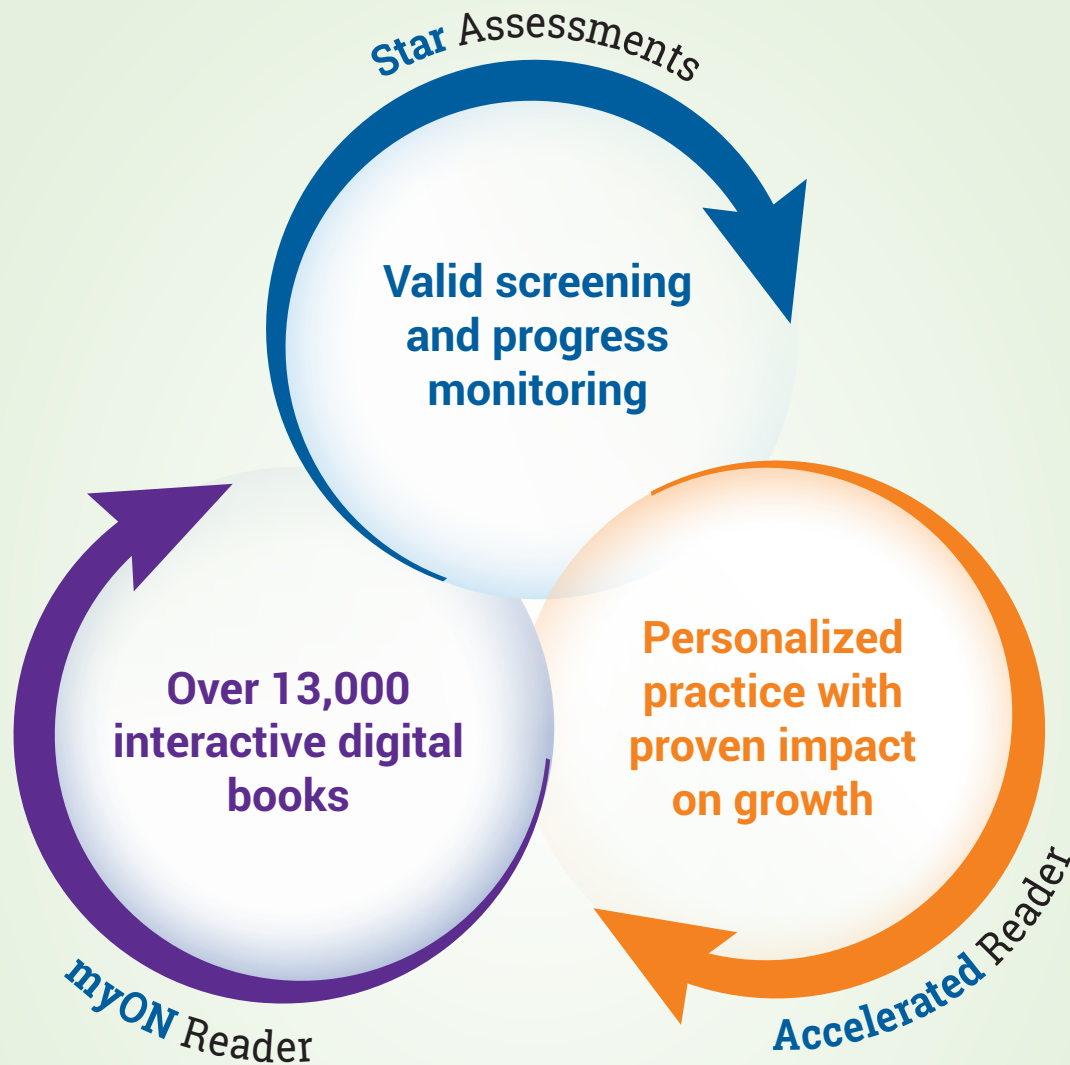 Star Assessments
Valid screening
and progress
monitoring
Over 13,000
interactive digital
books
myON Reader
Personalized
practice with
proven impact
on growth
Accelerated Reader